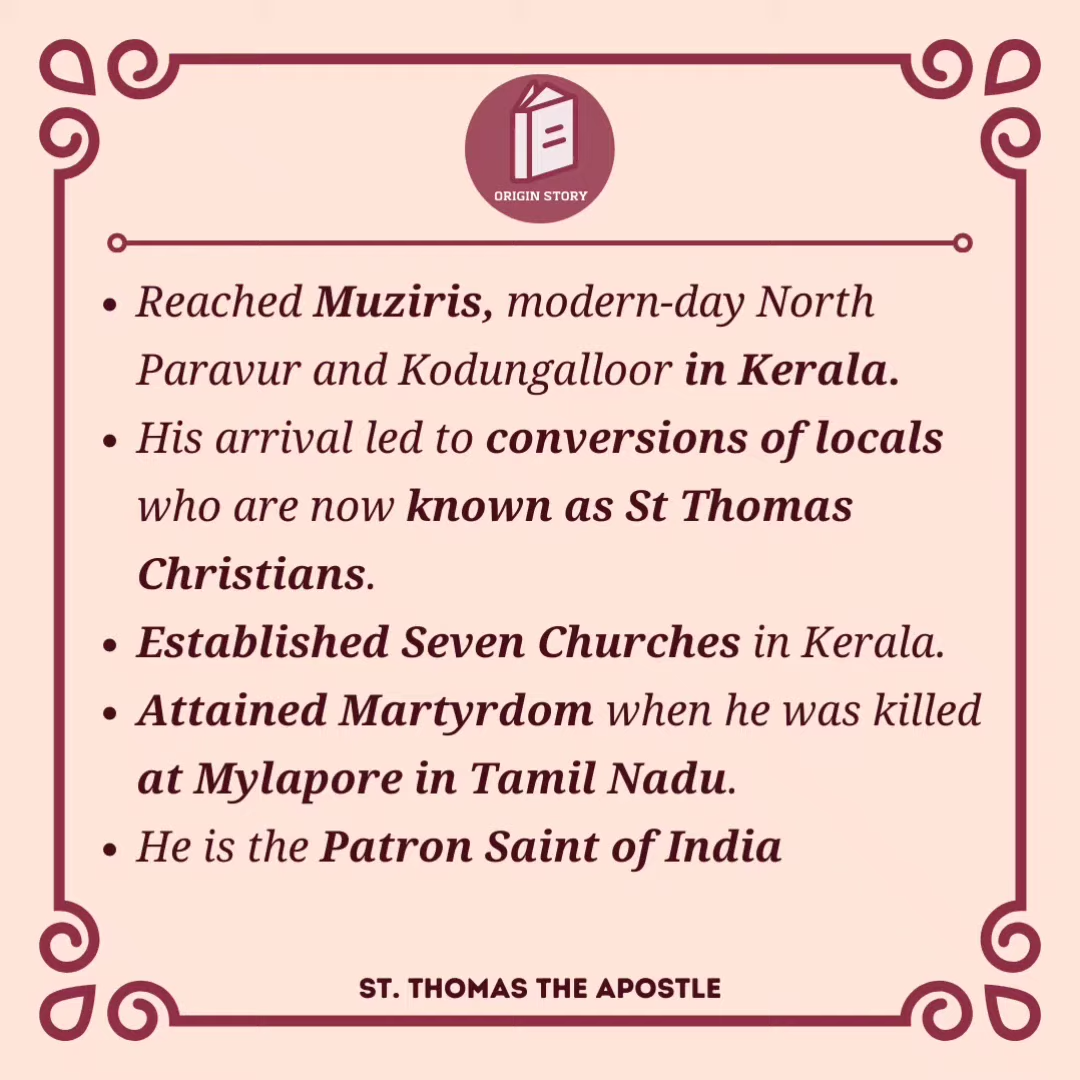 ORIGIN STORY
• Reached Muziris, modern-day North
Paravur and Kodungalloor in Kerala.
• His arrival led to conversions of locals
who are now known as St Thomas
Christians.
• Established Seven Churches in Kerala.
• Attained Martyrdom when he was killed
at Mylapore in Tamil Nadu.
• He is the Patron Saint of India
ST. THOMAS THE APOSTLE